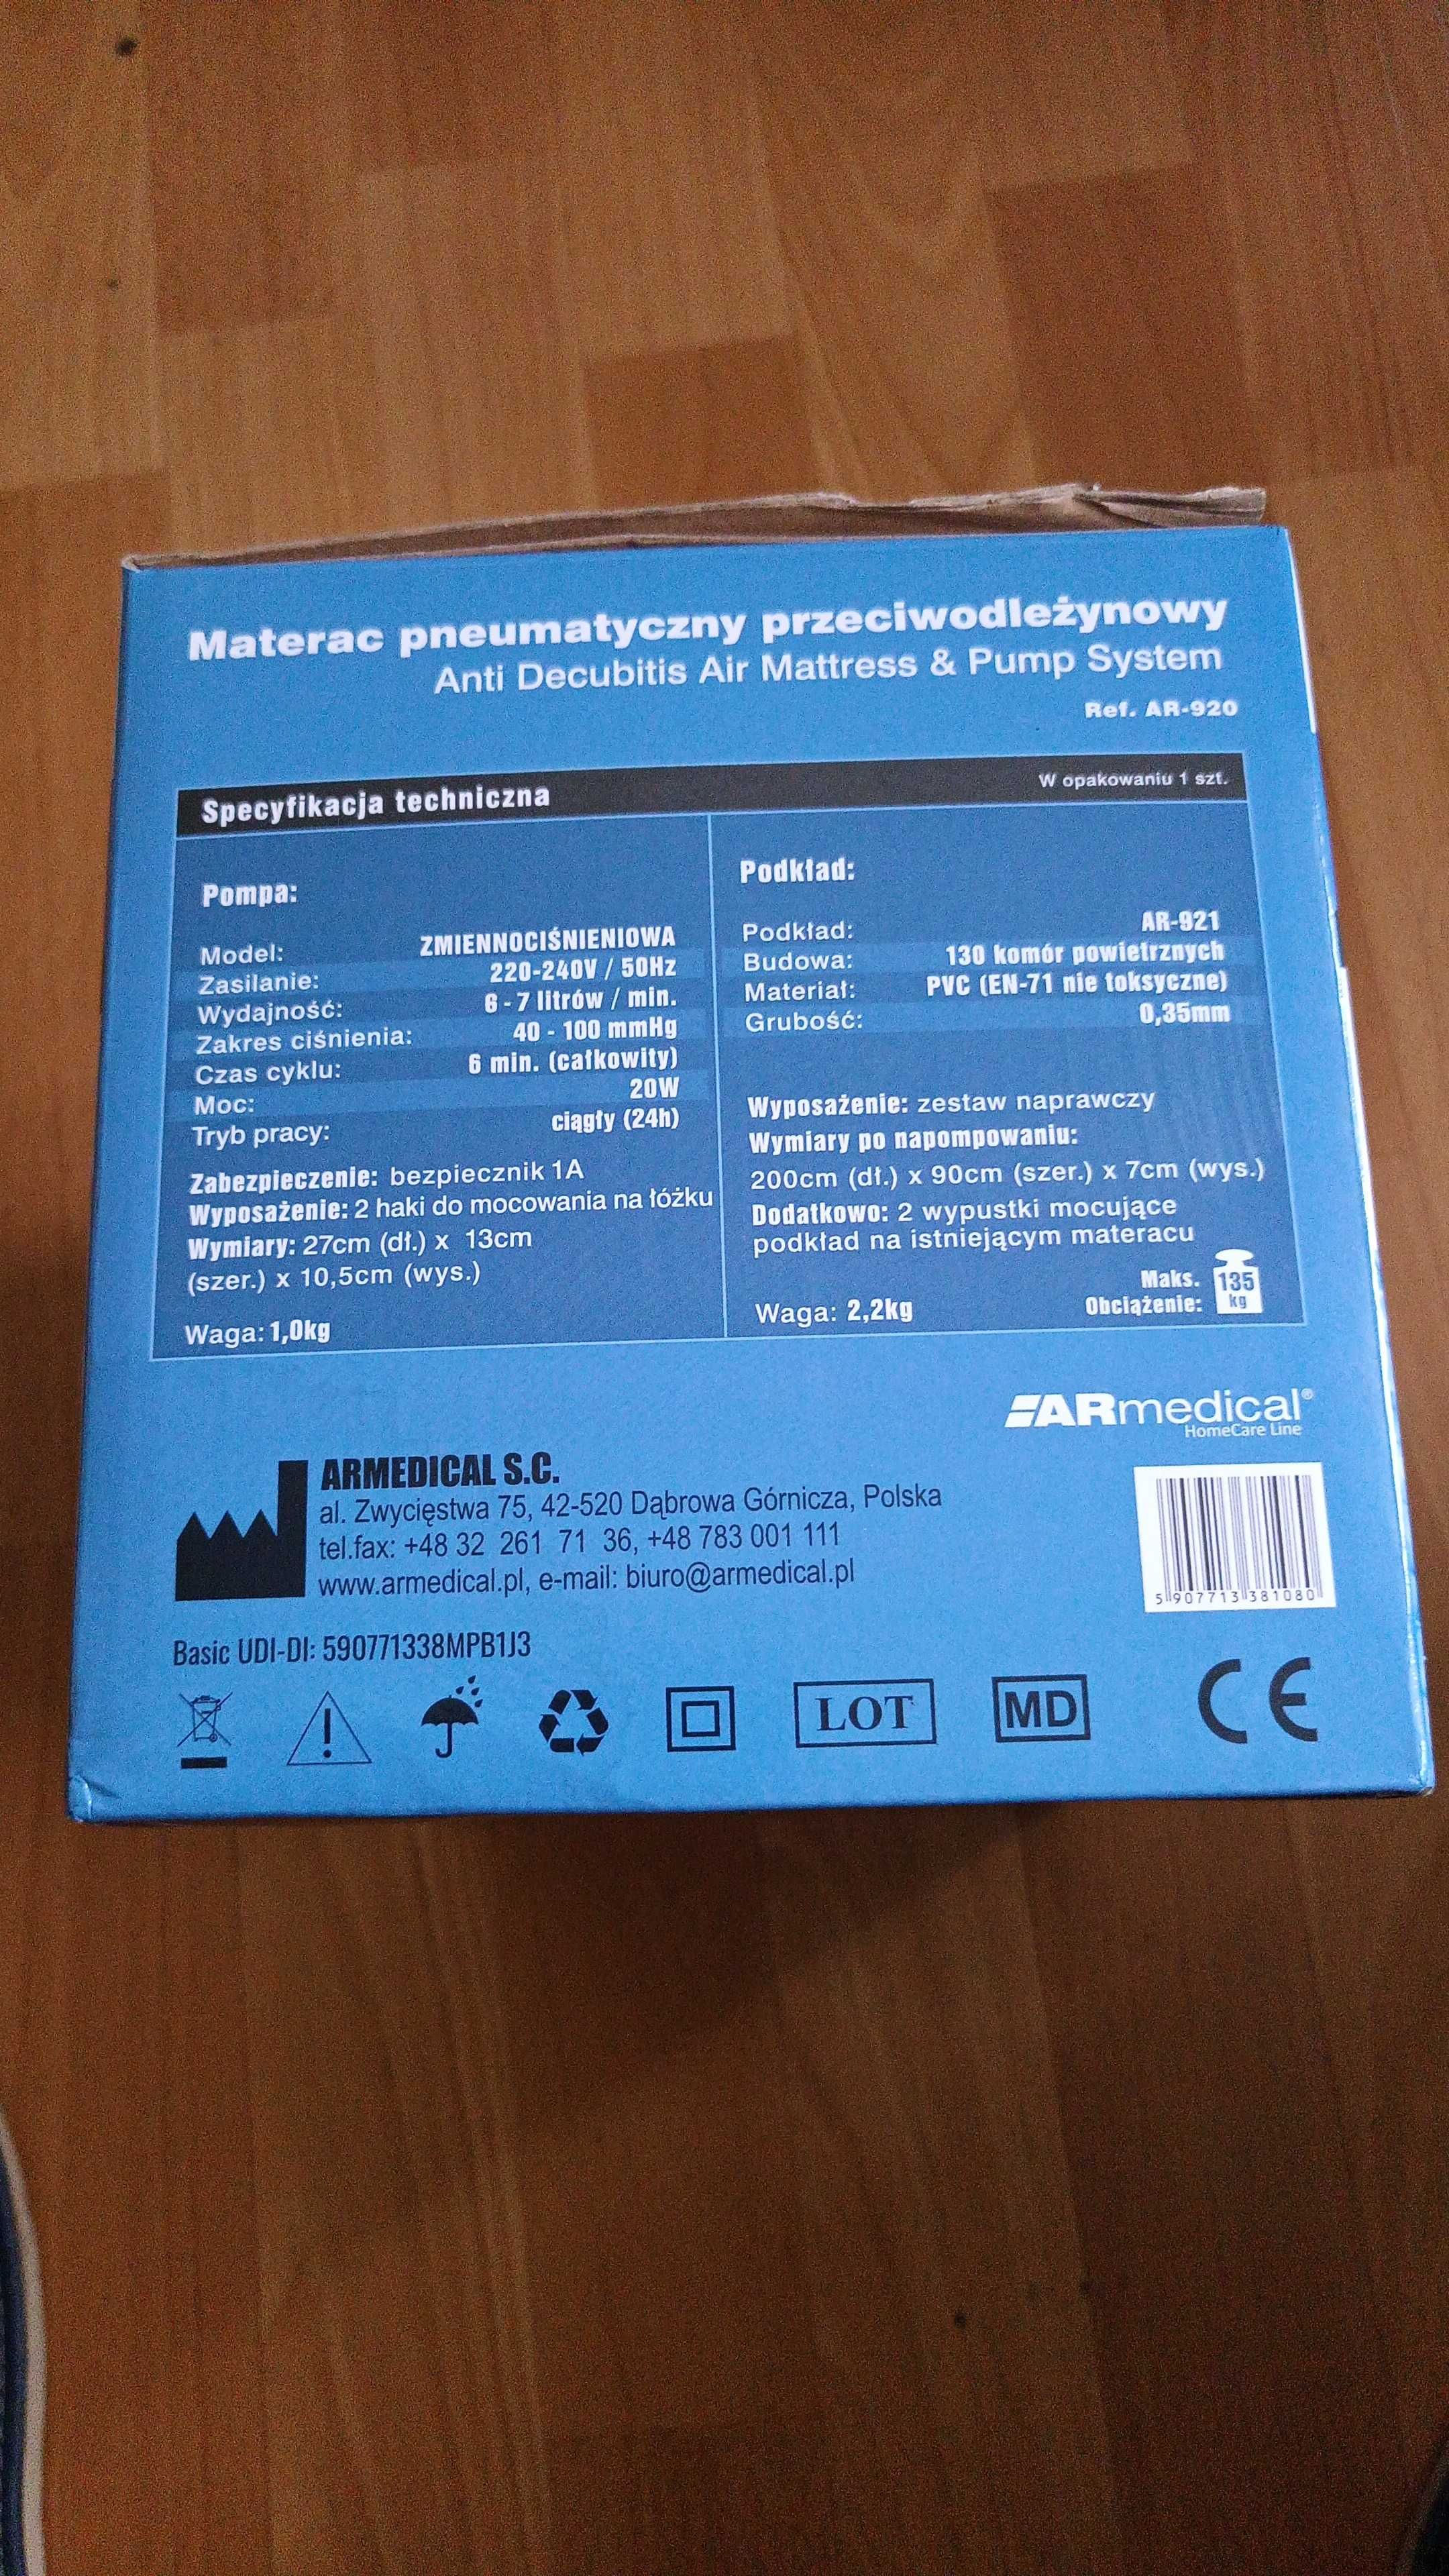 Materac pneumatyczny przeciwodleżynowy
Anti Decubitis Air Mattress & Pump System
Ref. AR-920
Specyfikacja techniczna
W opakowaniu 1 szt.
Pompa:
Model: ZMIENNOCIŚNIENIOWA
Zasilanie: 220-240V / 50Hz
Wydajność: 6 - 7 litrów / min.
Zakres ciśnienia: 40 - 100 mmHg
Czas cyklu: 6 min. (całkowity)
Moc: 20W
Tryb pracy: ciągły (24h)
Zabezpieczenie: bezpiecznik 1A
Wyposażenie: 2 haki do mocowania na łóżku
Wymiary: 27cm (dł.) x 13cm
(szer.) x 10,5cm (wys.)
Waga: 1,0kg
Podkład:
Podkład: AR-921
Budowa: 130 komór powietrznych
Materiał: PVC (EN-71 nie toksyczne)
Grubość: 0,35mm
Wyposażenie: zestaw naprawczy
Wymiary po napompowaniu:
200cm (dł.) x 90cm (szer.) x 7cm (wys.)
Dodatkowo: 2 wypustki mocujące
podkład na istniejącym materacu
Waga: 2,2kg
Maks.
Obciążenie:
135
kg
ARmedical®
HomeCare Line
ARMEDICAL S.C.
al. Zwycięstwa 75, 42-520 Dąbrowa Górnicza, Polska
tel.fax: +48 32 261 71 36, +48 783 001 111
www.armedical.pl, e-mail: biuro@armedical.pl
5 907713 381080
Basic UDI-DI: 590771338MPB1J3
LOT
MD
CE